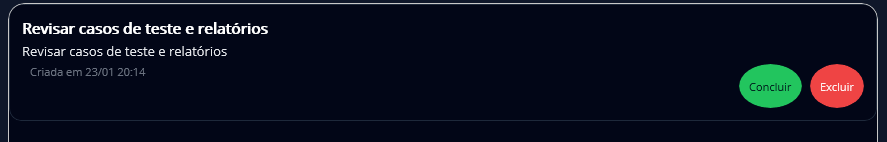 Revisar casos de teste e relatórios
Revisar casos de teste e relatórios
Criada em 23/01 20:14
Concluir Excluir